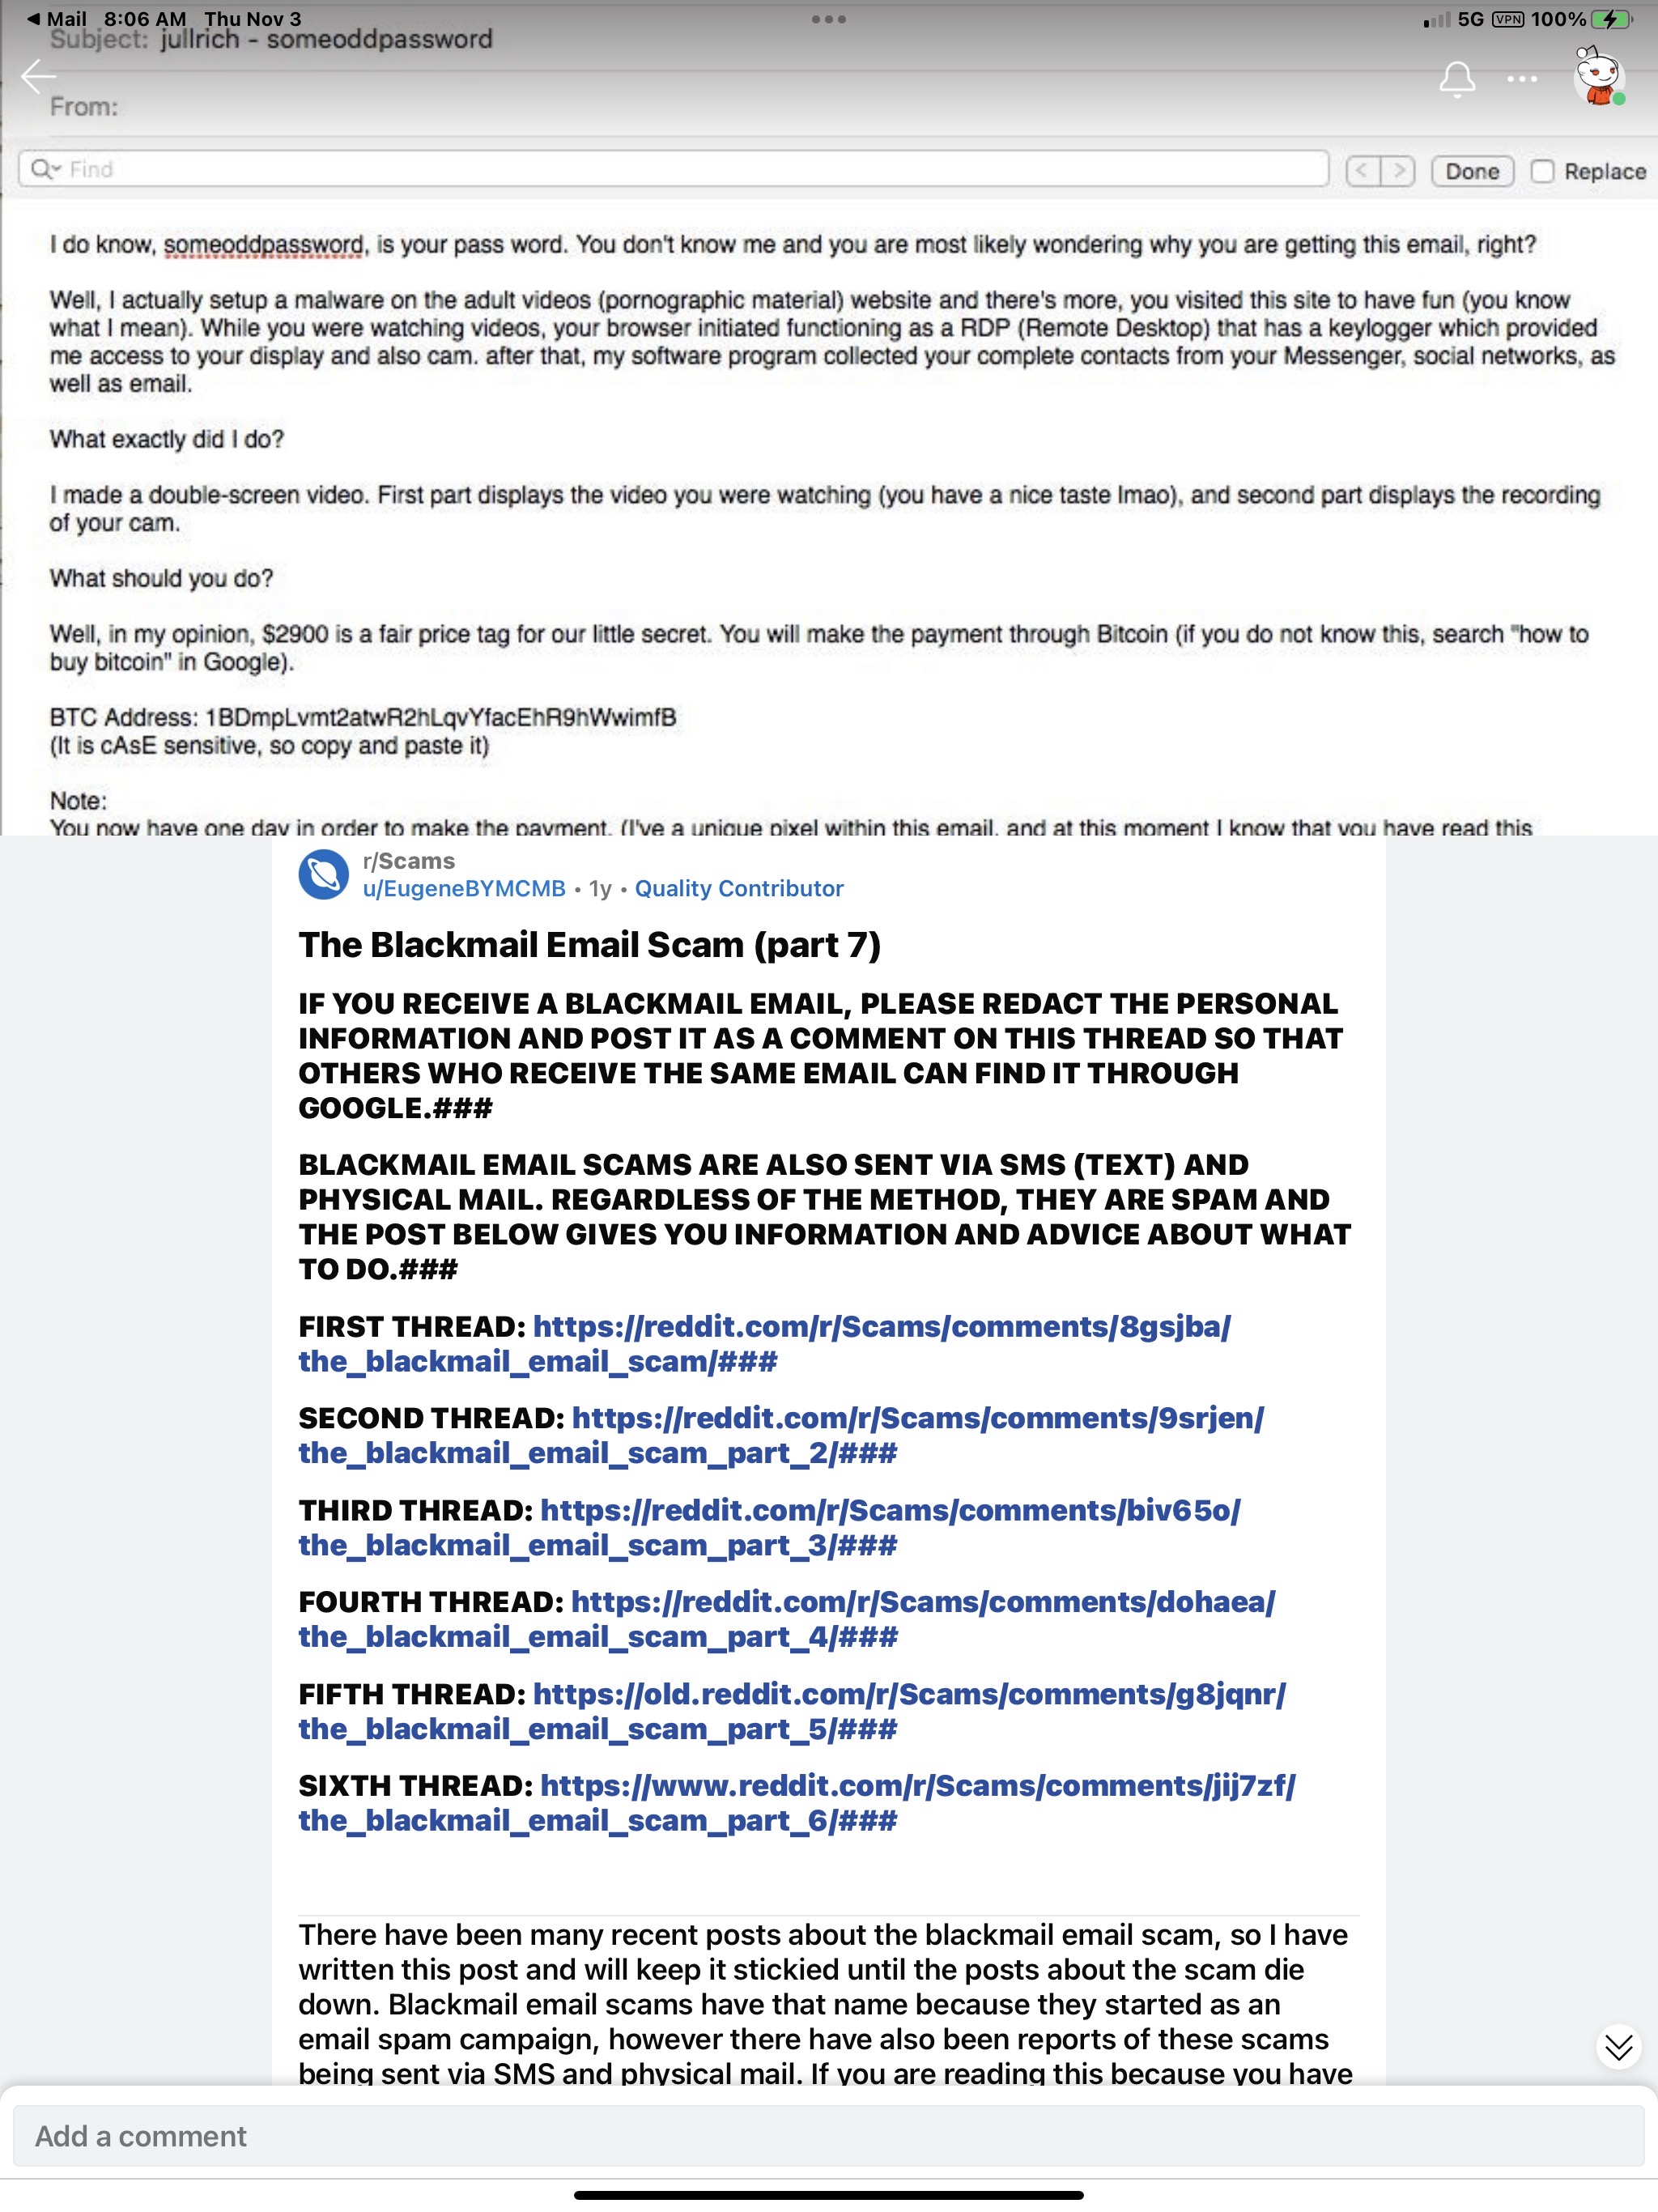 Mail 8:06 AM Thu Nov 3
5G VPN 100%
Subject: jullrich - someoddpassword
From:
Find
< > Done Replace
I do know, someoddpassword, is your pass word. You don't know me and you are most likely wondering why you are getting this email, right?
Well, I actually setup a malware on the adult videos (pornographic material) website and there's more, you visited this site to have fun (you know
what I mean). While you were watching videos, your browser initiated functioning as a RDP (Remote Desktop) that has a keylogger which provided
me access to your display and also cam. after that, my software program collected your complete contacts from your Messenger, social networks, as
well as email.
What exactly did I do?
I made a double-screen video. First part displays the video you were watching (you have a nice taste lmao), and second part displays the recording
of your cam.
What should you do?
Well, in my opinion, $2900 is a fair price tag for our little secret. You will make the payment through Bitcoin (if you do not know this, search "how to
buy bitcoin" in Google).
BTC Address: 1BDmpLvmt2atwR2hLqvYfacEhR9hWwimfB
(It is cAsE sensitive, so copy and paste it)
Note:
You now have one day in order to make the payment. (I've a unique pixel within this email, and at this moment I know that you have read this
r/Scams
u/EugeneBYMCMB • 1y • Quality Contributor
The Blackmail Email Scam (part 7)
IF YOU RECEIVE A BLACKMAIL EMAIL, PLEASE REDACT THE PERSONAL
INFORMATION AND POST IT AS A COMMENT ON THIS THREAD SO THAT
OTHERS WHO RECEIVE THE SAME EMAIL CAN FIND IT THROUGH
GOOGLE.###
BLACKMAIL EMAIL SCAMS ARE ALSO SENT VIA SMS (TEXT) AND
PHYSICAL MAIL. REGARDLESS OF THE METHOD, THEY ARE SPAM AND
THE POST BELOW GIVES YOU INFORMATION AND ADVICE ABOUT WHAT
TO DO.###
FIRST THREAD: https://reddit.com/r/Scams/comments/8gsjba/
the_blackmail_email_scam/###
SECOND THREAD: https://reddit.com/r/Scams/comments/9srjen/
the_blackmail_email_scam_part_2/###
THIRD THREAD: https://reddit.com/r/Scams/comments/biv65o/
the_blackmail_email_scam_part_3/###
FOURTH THREAD: https://reddit.com/r/Scams/comments/dohaea/
the_blackmail_email_scam_part_4/###
FIFTH THREAD: https://old.reddit.com/r/Scams/comments/g8jqnr/
the_blackmail_email_scam_part_5/###
SIXTH THREAD: https://www.reddit.com/r/Scams/comments/jij7zf/
the_blackmail_email_scam_part_6/###
There have been many recent posts about the blackmail email scam, so I have
written this post and will keep it stickied until the posts about the scam die
down. Blackmail email scams have that name because they started as an
email spam campaign, however there have also been reports of these scams
being sent via SMS and physical mail. If you are reading this because you have
Add a comment